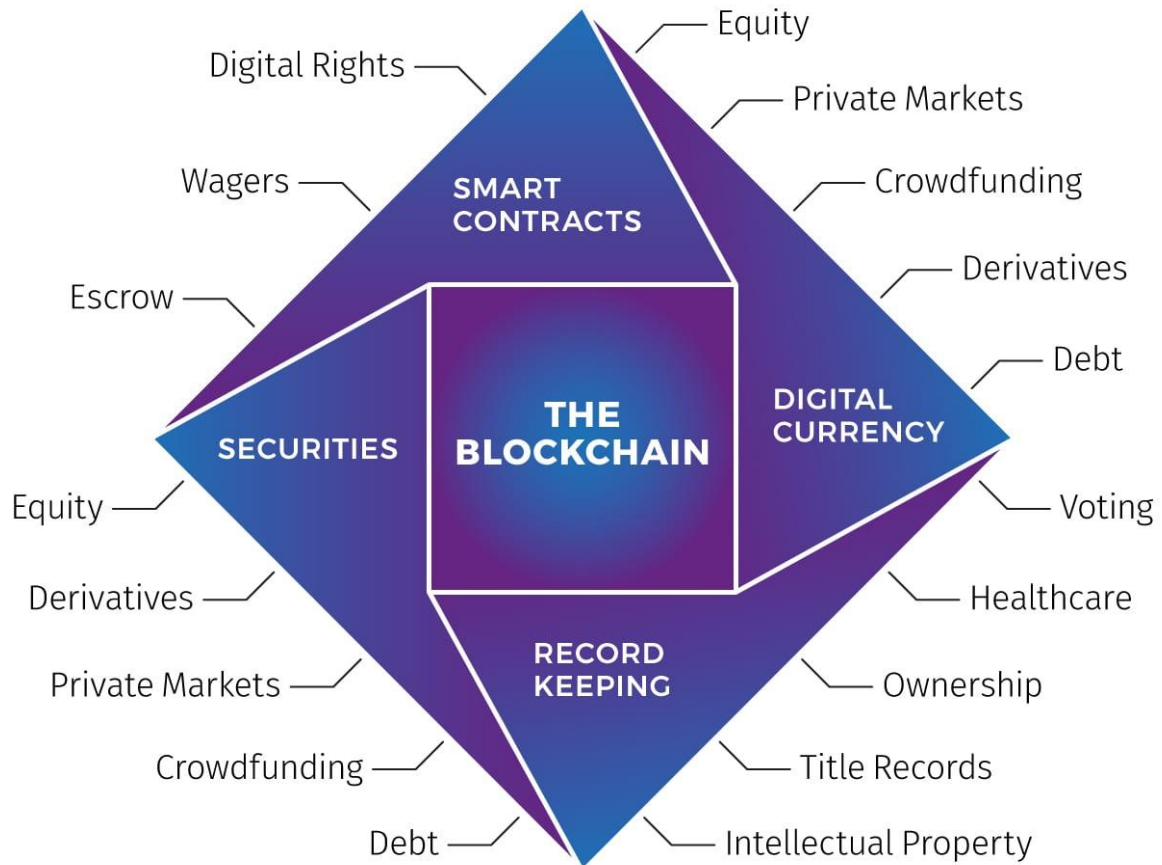 Equity
Digital Rights
Private Markets
Wagers
SMART
CONTRACTS
Crowdfunding
Derivatives
Escrow
Debt
THE
BLOCKCHAIN
DIGITAL
CURRENCY
SECURITIES
Equity
Voting
Derivatives
Healthcare
RECORD
KEEPING
Private Markets
Ownership
Crowdfunding
Title Records
Debt
Intellectual Property